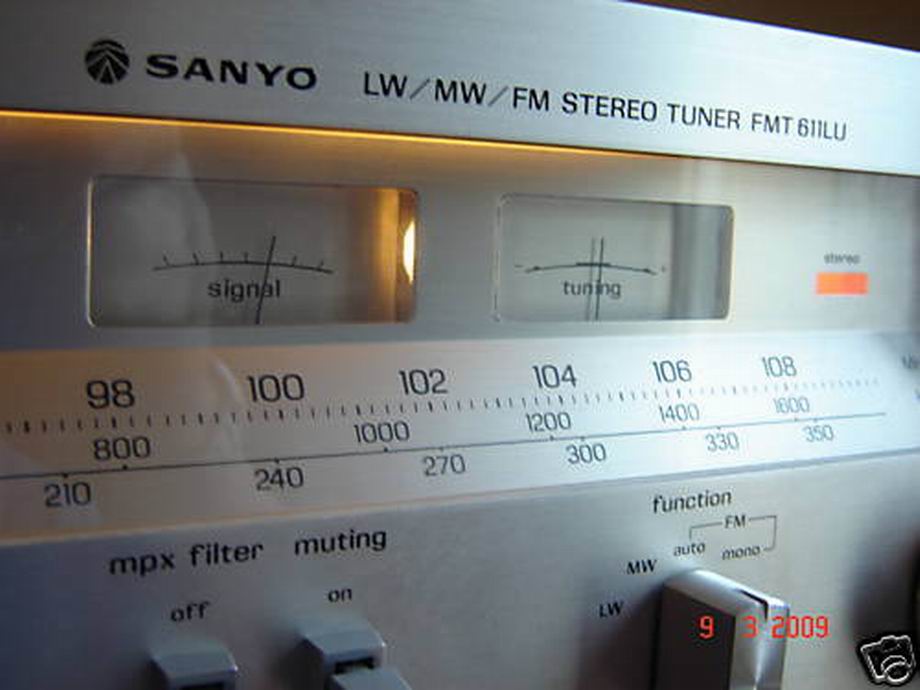 SANYO LW/MW/FM STEREO TUNER FMT 611LU
stereo
signal tuning
98 100 102 104 106 108
800 1000 1200 1400 1600
210 240 270 300 330 350
function
FM
mpx filter muting
auto mono
MW
off on
LW
9 3 2009